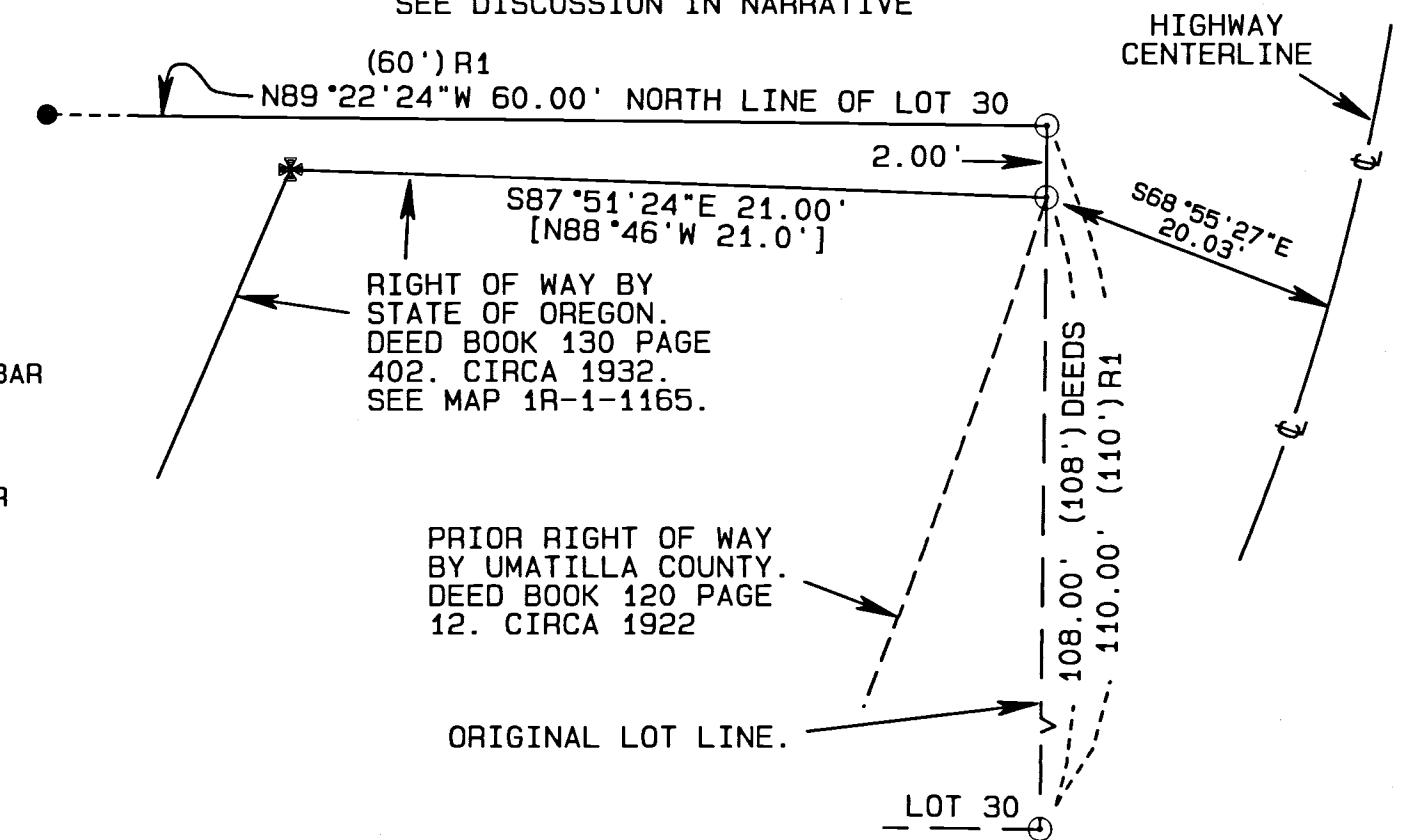 SEE DISCUSSION IN NARRATIVE
HIGHWAY
CENTERLINE
(60')R1
N89°22'24"W 60.00' NORTH LINE OF LOT 30
2.00'
S68°55'27"E
20.03'
S87°51'24"E 21.00'
[N88°46'W 21.0']
RIGHT OF WAY BY
STATE OF OREGON.
DEED BOOK 130 PAGE
402. CIRCA 1932.
SEE MAP 1R-1-1165.
BAR
R
108.00' (108')DEEDS
110.00' (110')R1
PRIOR RIGHT OF WAY
BY UMATILLA COUNTY.
DEED BOOK 120 PAGE
12. CIRCA 1922
ORIGINAL LOT LINE.
LOT 30